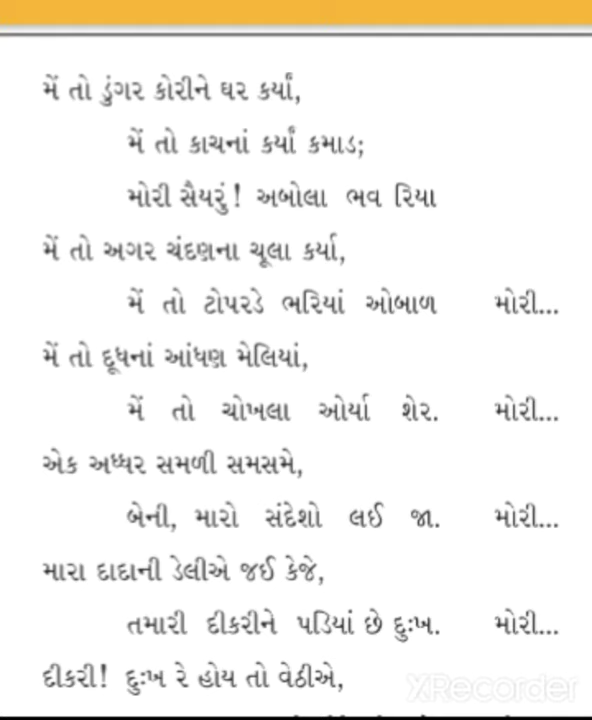 મેં તો ડુંગર કોરીને ઘર કર્યાં,
મેં તો કાચનાં કર્યાં કમાડ;
મોરી સૈયરું! અબોલા ભવ રિયા
મેં તો અગર ચંદણના ચૂલા કર્યા,
મેં તો ટોપરડે ભરિયાં ઓબાળ મોરી...
મેં તો દૂધનાં આંધણ મેલિયાં,
મેં તો ચોખલા ઓર્યા શેર. મોરી...
એક અધ્ધર સમળી સમસમે,
બેની, મારો સંદેશો લઈ જા. મોરી...
મારા દાદાની ડેલીએ જઈ કેજે,
તમારી દીકરીને પડિયાં છે દુઃખ. મોરી...
દીકરી! દુઃખ રે હોય તો વેઠીએ,
XRecorder